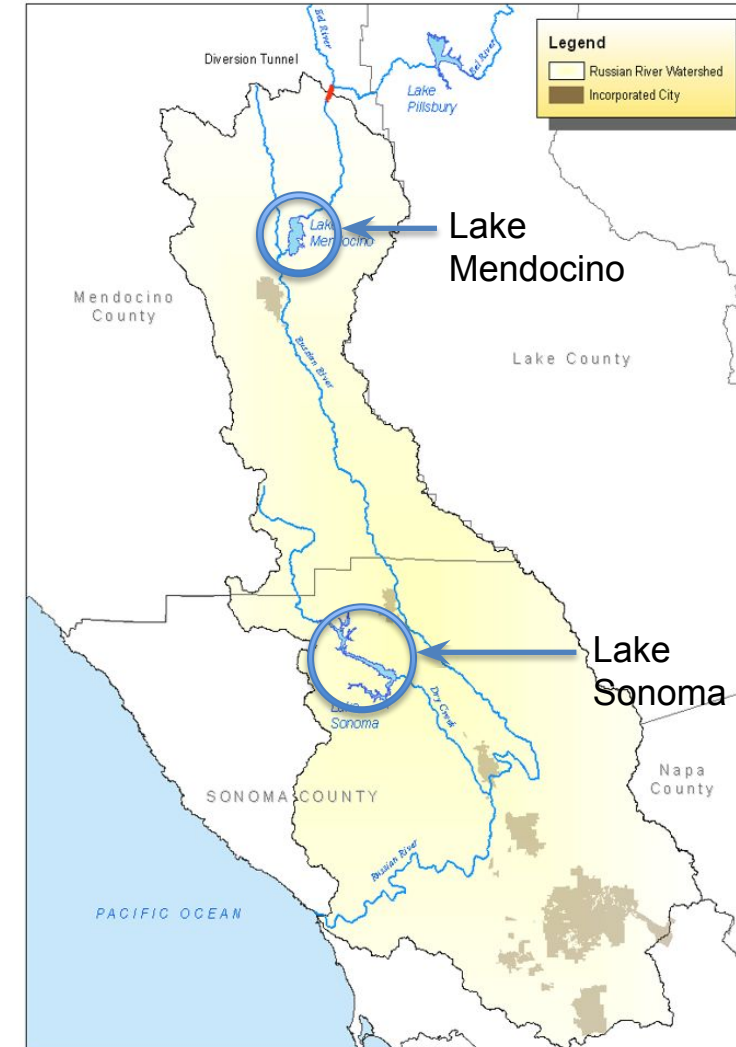 Eel River
Diversion Tunnel
Eel River
Lake
Pillsbury
Legend
Russian River Watershed
Incorporated City
Lake
Mendocino
Lake
Mendocino
Mendocino
County
Russian River
Lake County
Lake
Sonoma
Lake
Sonoma
Dry Creek
SONOMA COUNTY
Napa
County
Russian River
PACIFIC OCEAN